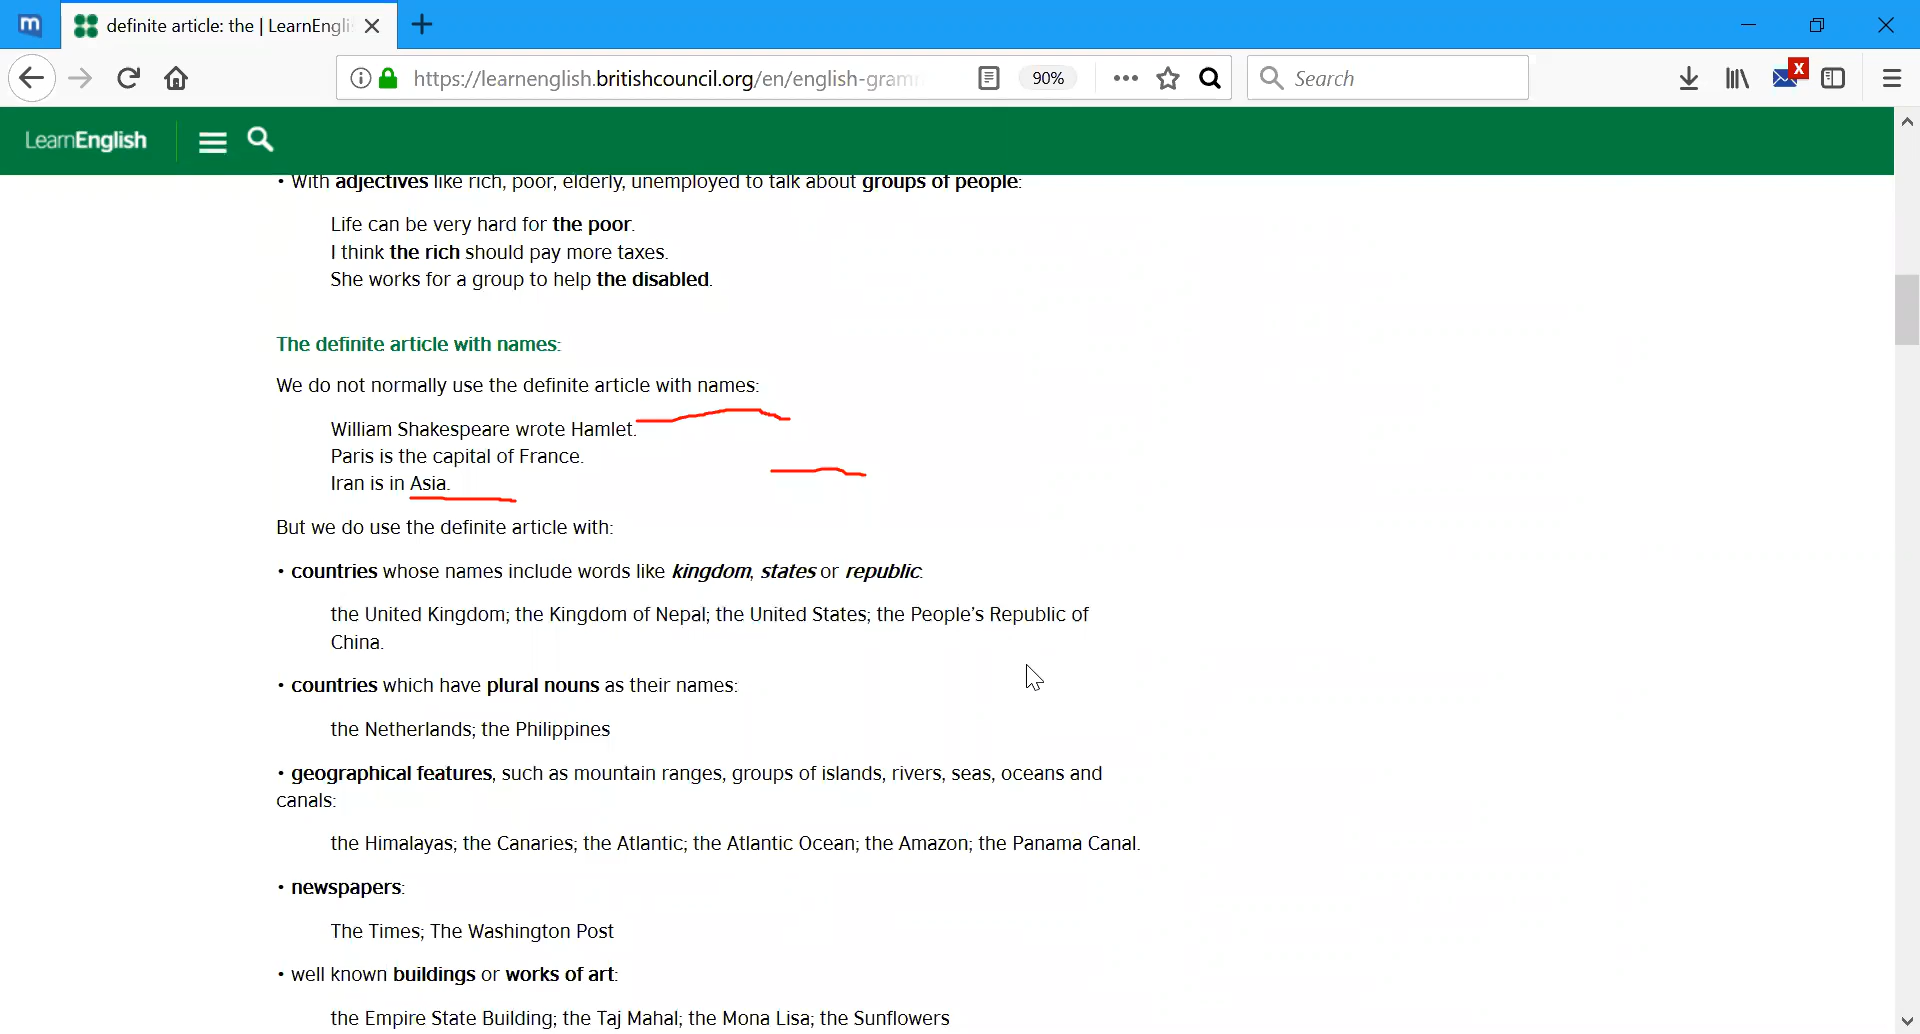 m
definite article: the | LearnEngli
https://learnenglish.britishcouncil.org/en/english-gram
90%
Search
X
LearnEnglish
• With adjectives like rich, poor, elderly, unemployed to talk about groups of people:
Life can be very hard for the poor.
I think the rich should pay more taxes.
She works for a group to help the disabled.
The definite article with names:
We do not normally use the definite article with names:
William Shakespeare wrote Hamlet.
Paris is the capital of France.
Iran is in Asia.
But we do use the definite article with:
• countries whose names include words like kingdom, states or republic:
the United Kingdom; the Kingdom of Nepal; the United States; the People’s Republic of
China.
• countries which have plural nouns as their names:
the Netherlands; the Philippines
• geographical features, such as mountain ranges, groups of islands, rivers, seas, oceans and
canals:
the Himalayas; the Canaries; the Atlantic; the Atlantic Ocean; the Amazon; the Panama Canal.
• newspapers:
The Times; The Washington Post
• well known buildings or works of art:
the Empire State Building; the Taj Mahal; the Mona Lisa; the Sunflowers